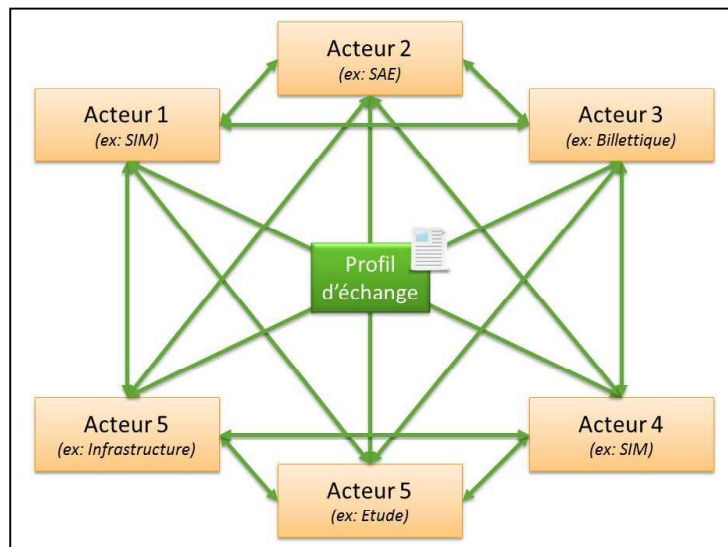 Acteur 2
(ex: SAE)
Acteur 1
(ex: SIM)
Acteur 3
(ex: Billettique)
Profil
d’échange
Acteur 5
(ex: Infrastructure)
Acteur 4
(ex: SIM)
Acteur 5
(ex: Etude)